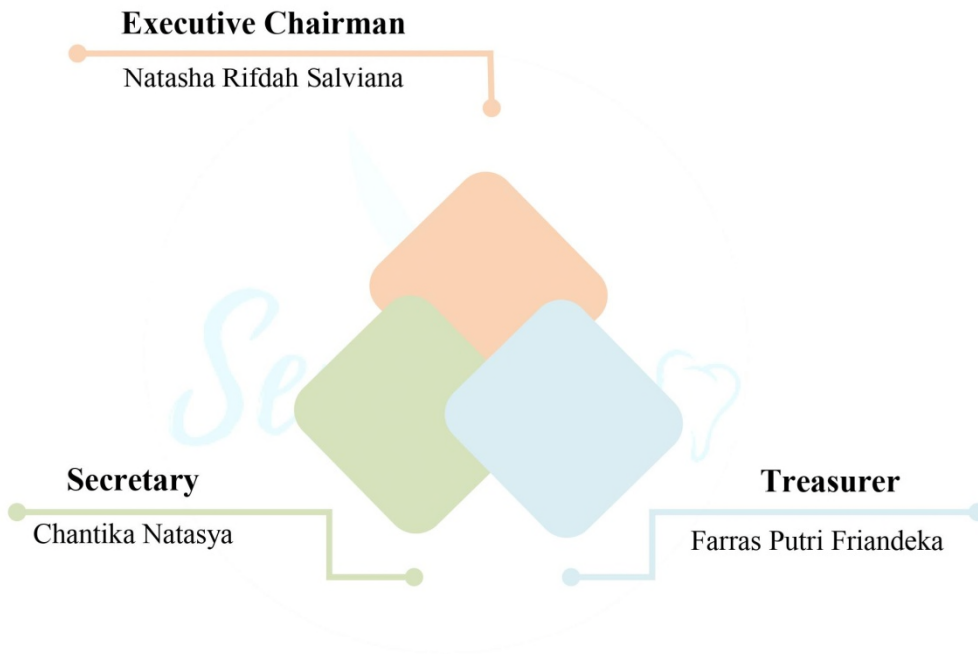 Executive Chairman
Natasha Rifdah Salviana
Secretary
Chantika Natasya
Treasurer
Farras Putri Friandeka